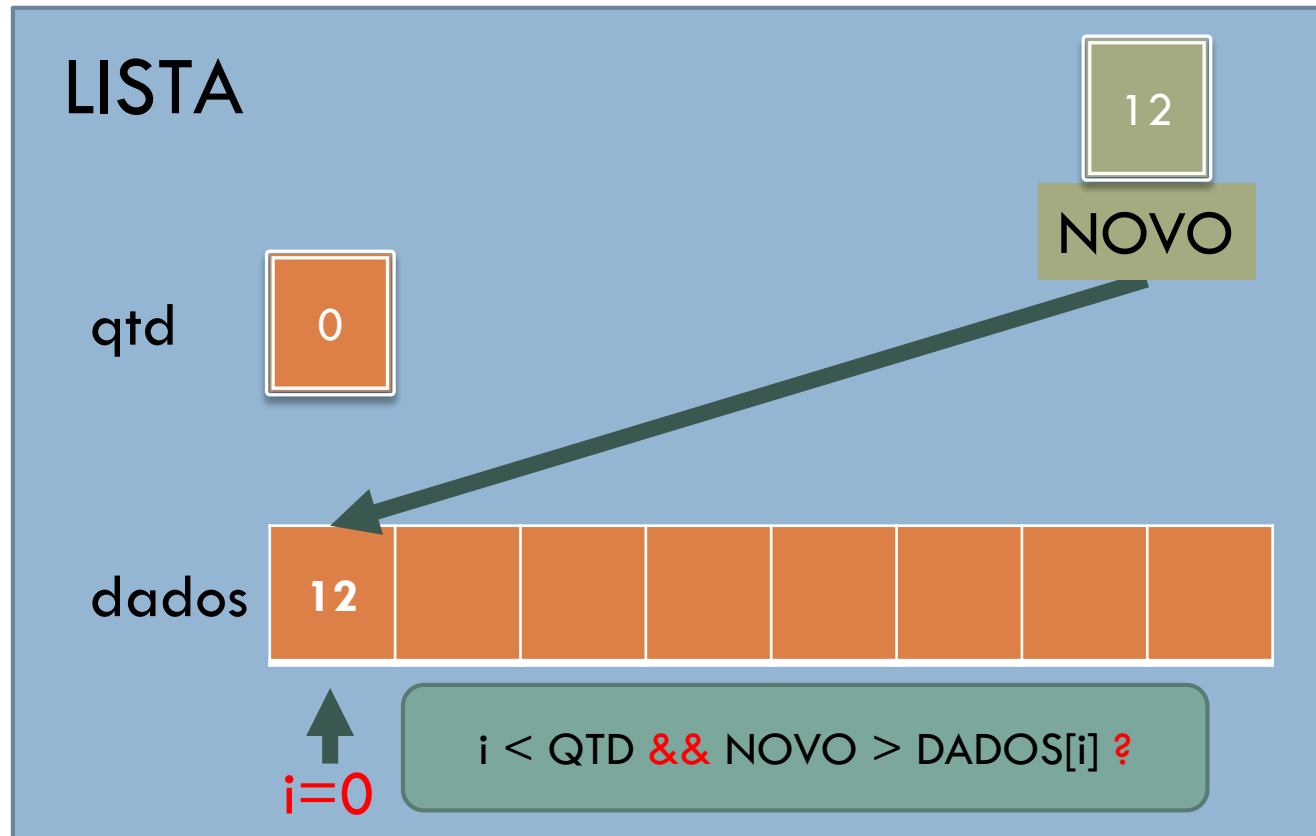 LISTA
12
NOVO
qtd
0
dados
12
i=0
i < QTD && NOVO > DADOS[i] ?